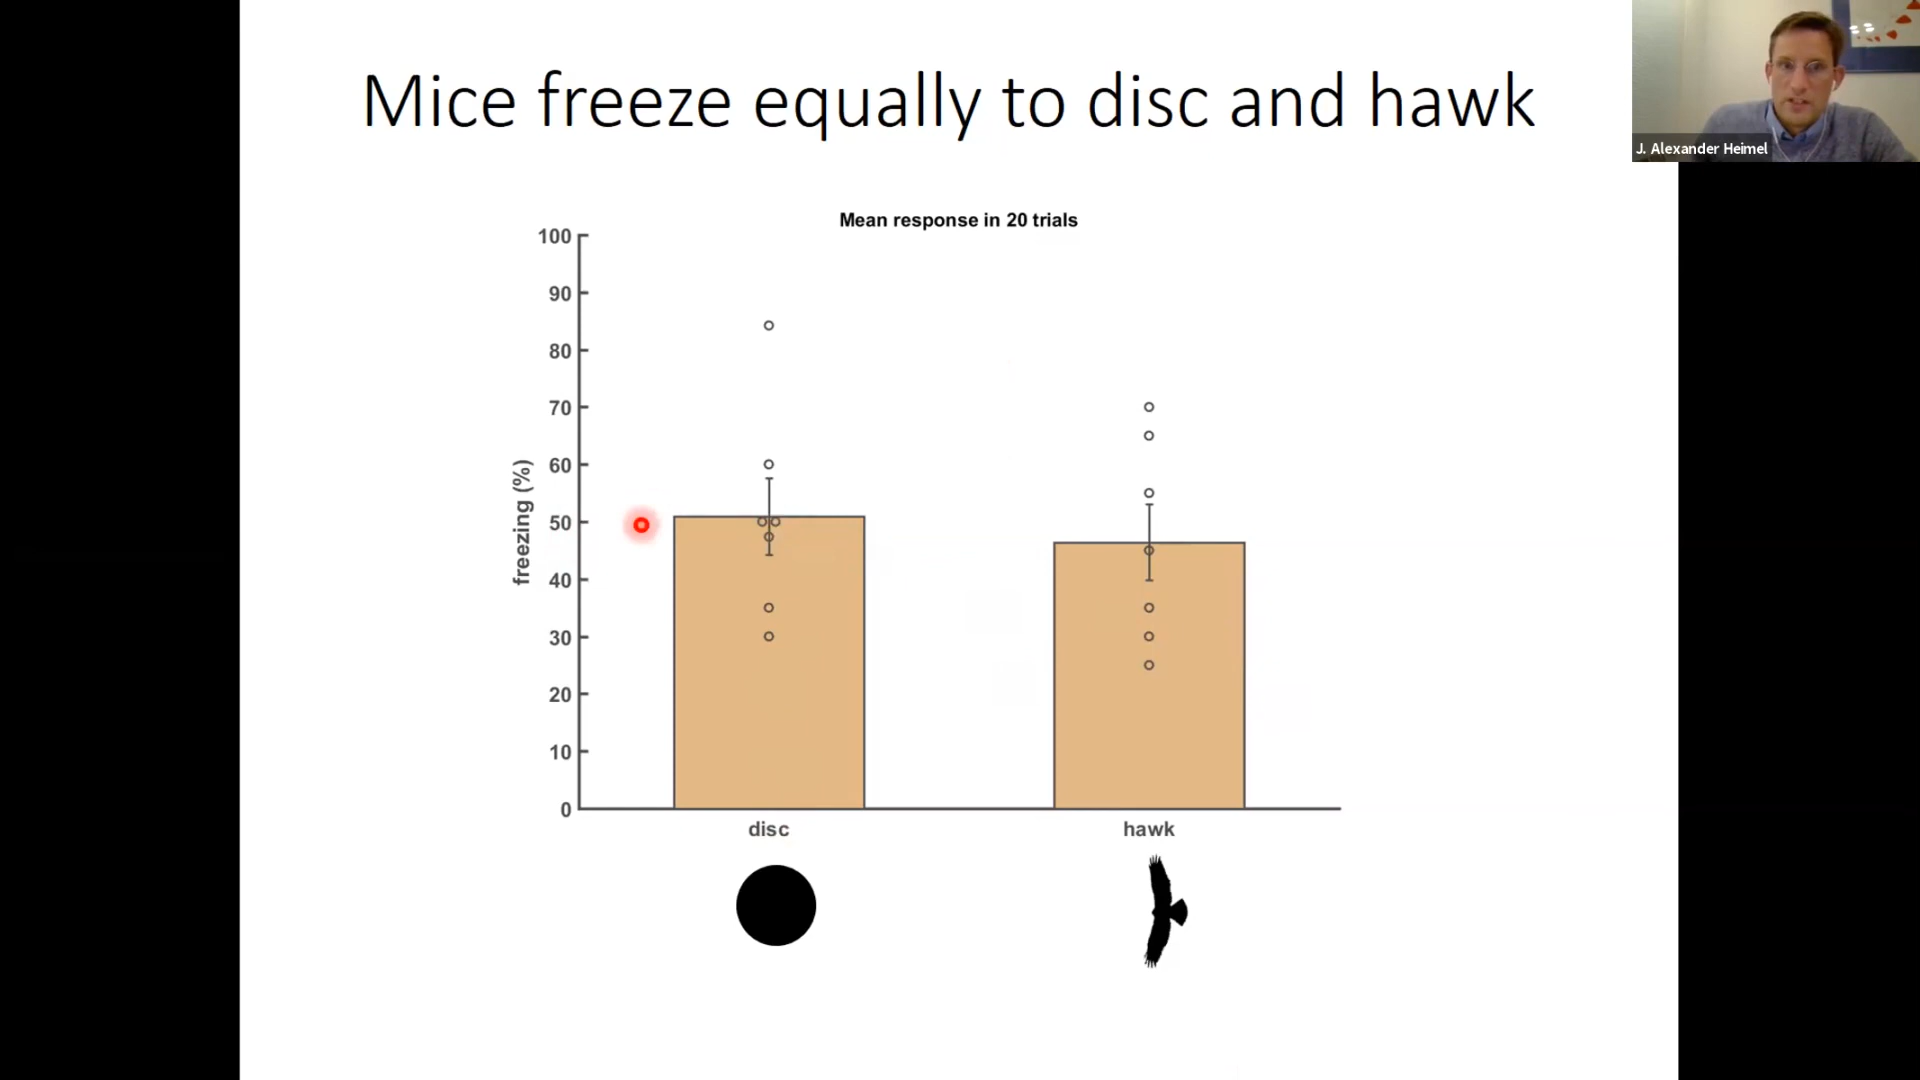 Mice freeze equally to disc and hawk
J. Alexander Heimel
Mean response in 20 trials
100
90
80
70
60
50
40
30
20
10
0
freezing (%)
disc
hawk